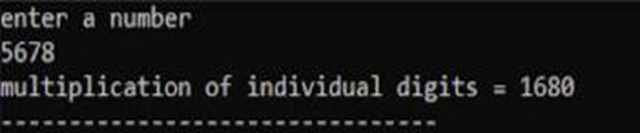 enter a number
5678
multiplication of individual digits = 1680
--------------------------------